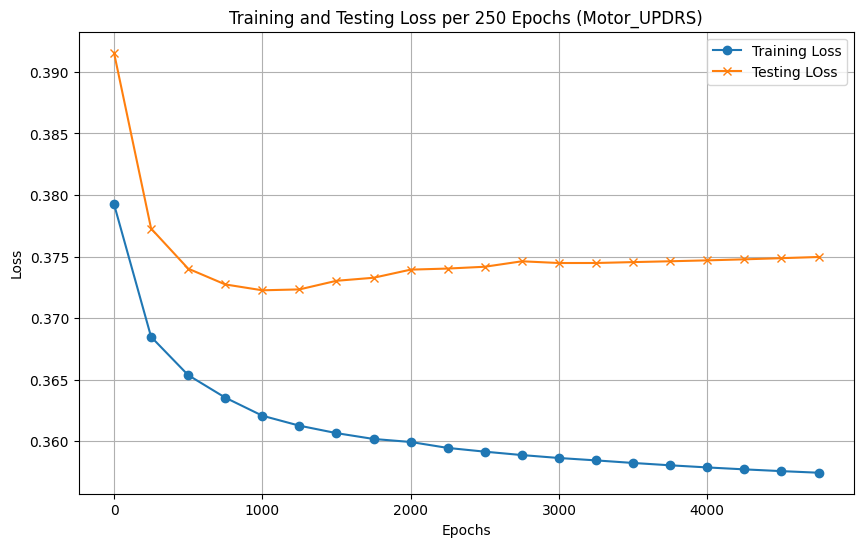 Training and Testing Loss per 250 Epochs (Motor_UPDRS)
Training Loss
Testing LOss
0.390
0.385
0.380
0.375
0.370
0.365
0.360
Loss
0
1000
2000
3000
4000
Epochs